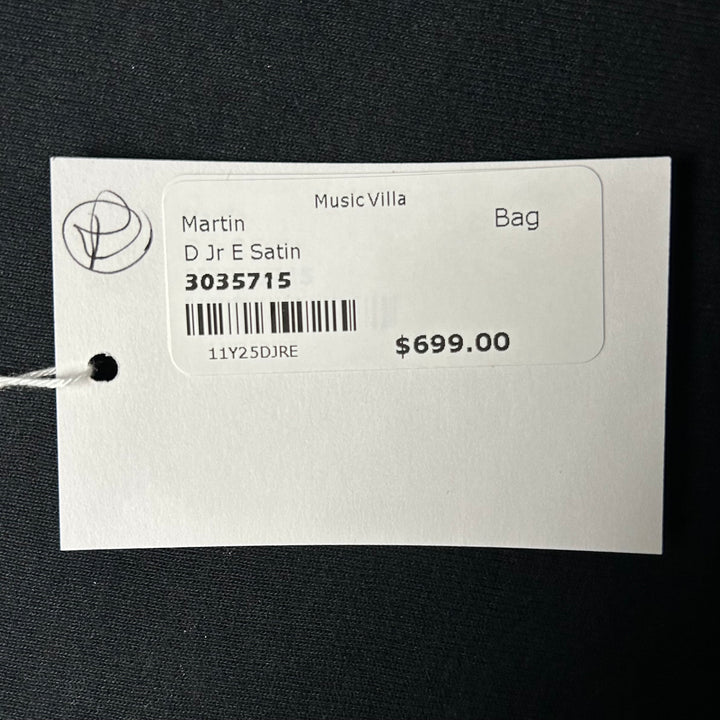 Music Villa
Martin
Bag
D Jr E Satin
3035715
11Y25DJRE
$699.00